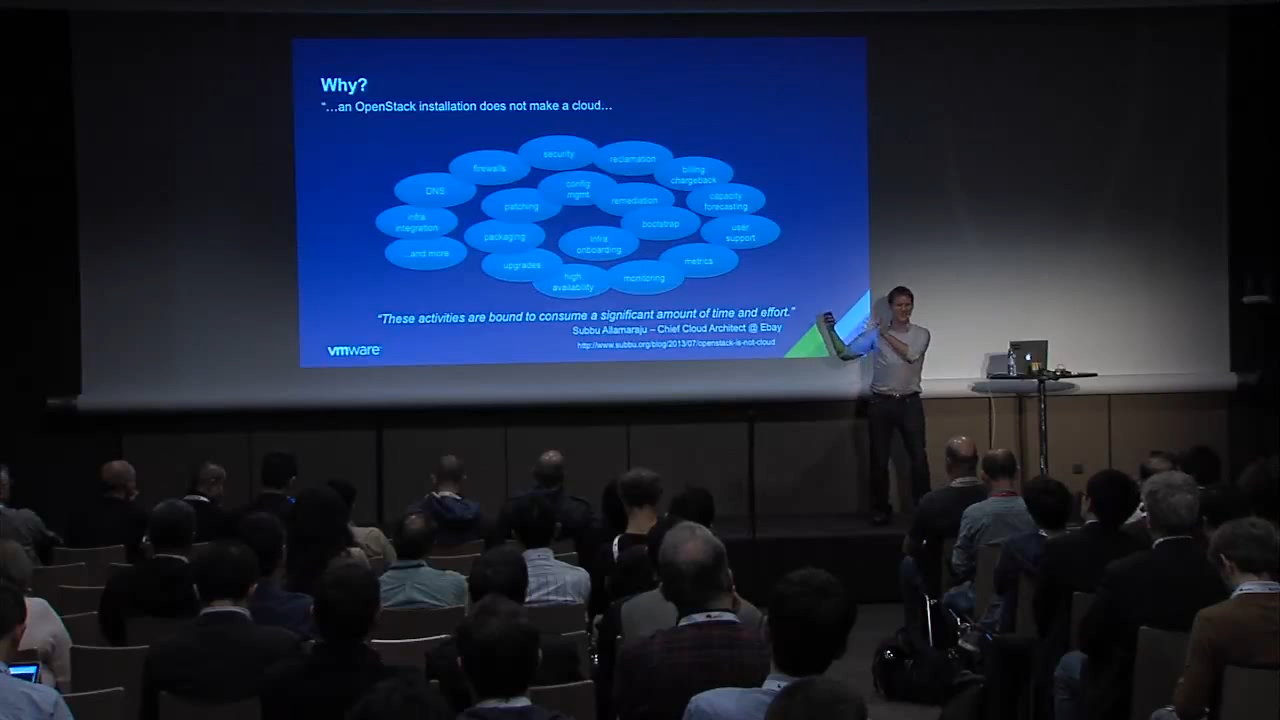 Why?
"...an OpenStack installation does not make a cloud...
security
reclamation
firewalls
billing
chargeback
DNS
config
mgms
patching
remediation
capacity
forecasting
infra
integration
packaging
bootstrap
user
support
infra
onboarding
...and more
upgrades
metrics
high
availability
monitoring
"These activities are bound to consume a significant amount of time and effort."
Subbu Allamaraju – Chief Cloud Architect @ Ebay
http://www.subbu.org/blog/2013/07/openstack-is-not-cloud
vmware